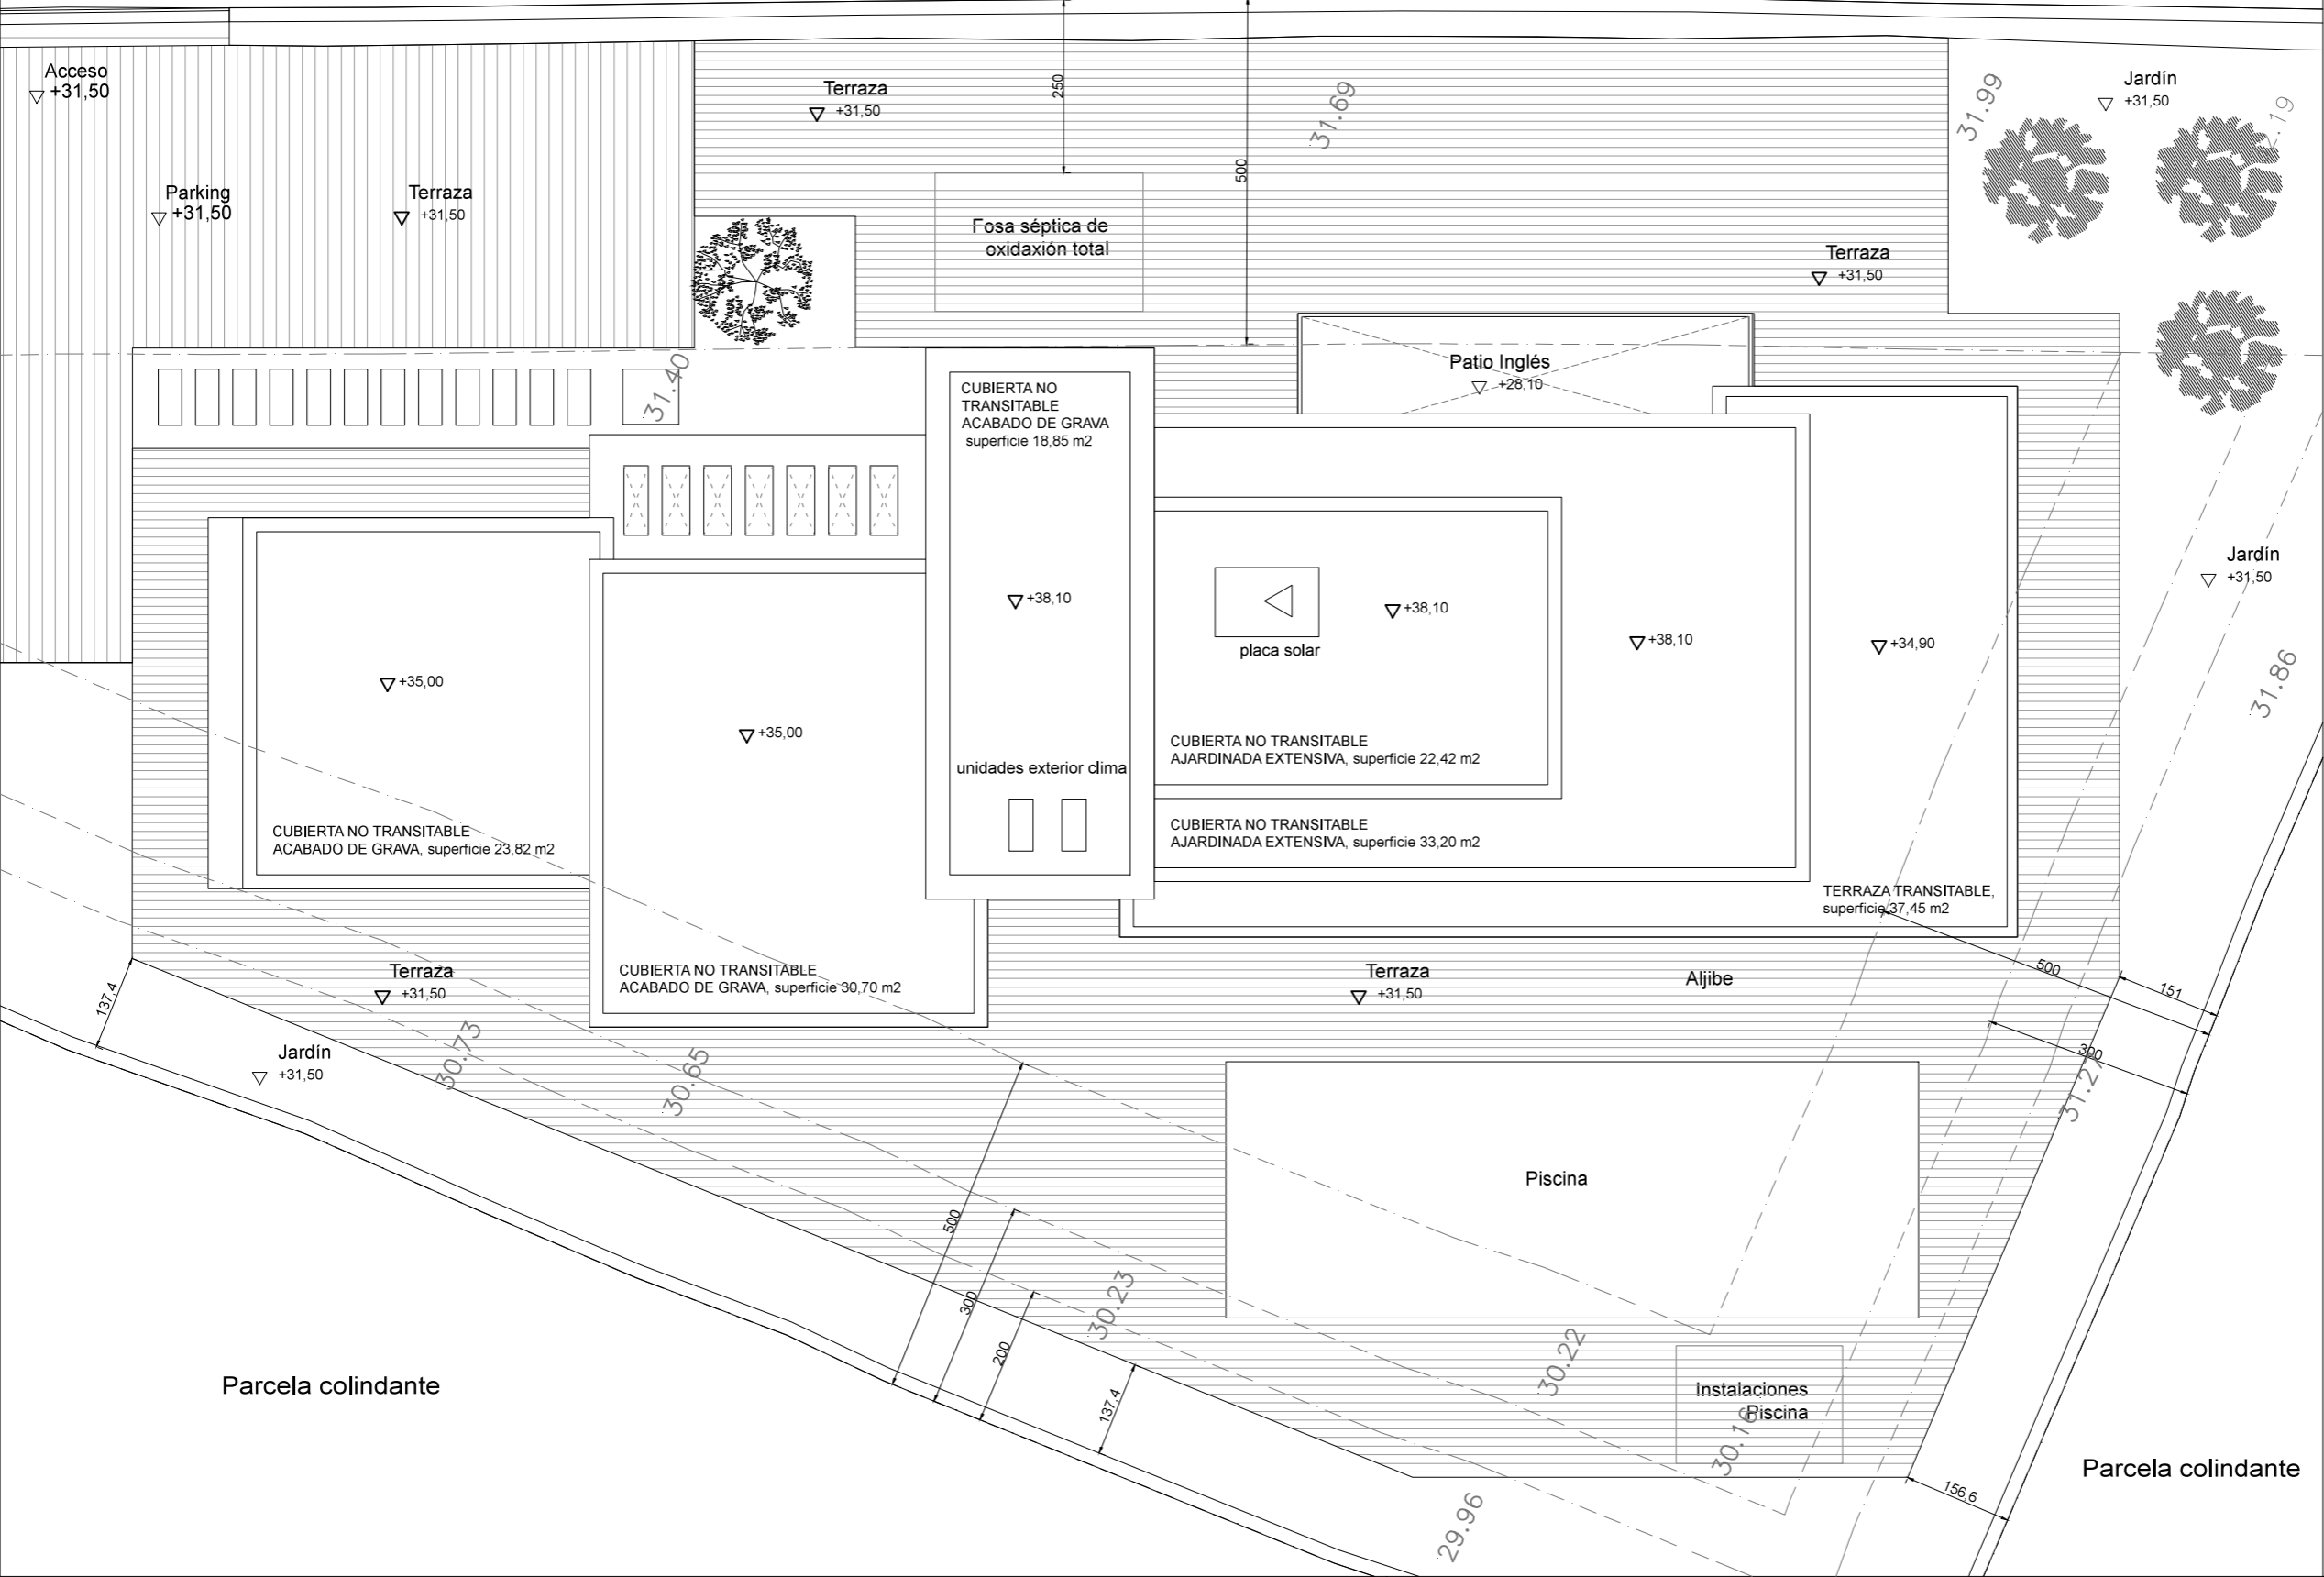 Acceso
+31,50
Parking
+31,50
Terraza
+31,50
Terraza
+31,50
250
500
31.69
Fosa séptica de
oxidaxión total
31.99
Jardín
+31,50
.19
Terraza
+31,50
31.40
Patio Inglés
+28,10
CUBIERTA NO
TRANSITABLE
ACABADO DE GRAVA
superficie 18,85 m2
+38,10
unidades exterior clima
placa solar
+38,10
+38,10
+34,90
Jardín
+31,50
31.86
+35,00
+35,00
CUBIERTA NO TRANSITABLE
AJARDINADA EXTENSIVA, superficie 22,42 m2
CUBIERTA NO TRANSITABLE
AJARDINADA EXTENSIVA, superficie 33,20 m2
CUBIERTA NO TRANSITABLE
ACABADO DE GRAVA, superficie 23,82 m2
TERRAZA TRANSITABLE,
superficie 37,45 m2
CUBIERTA NO TRANSITABLE
ACABADO DE GRAVA, superficie 30,70 m2
Terraza
+31,50
Terraza
+31,50
Aljibe
500
151
300
31.27
137,4
Jardín
+31,50
30.73
30.65
Piscina
500
300
200
137,4
30.23
30.22
Instalaciones
Piscina
30.16
29.96
156,6
Parcela colindante
Parcela colindante